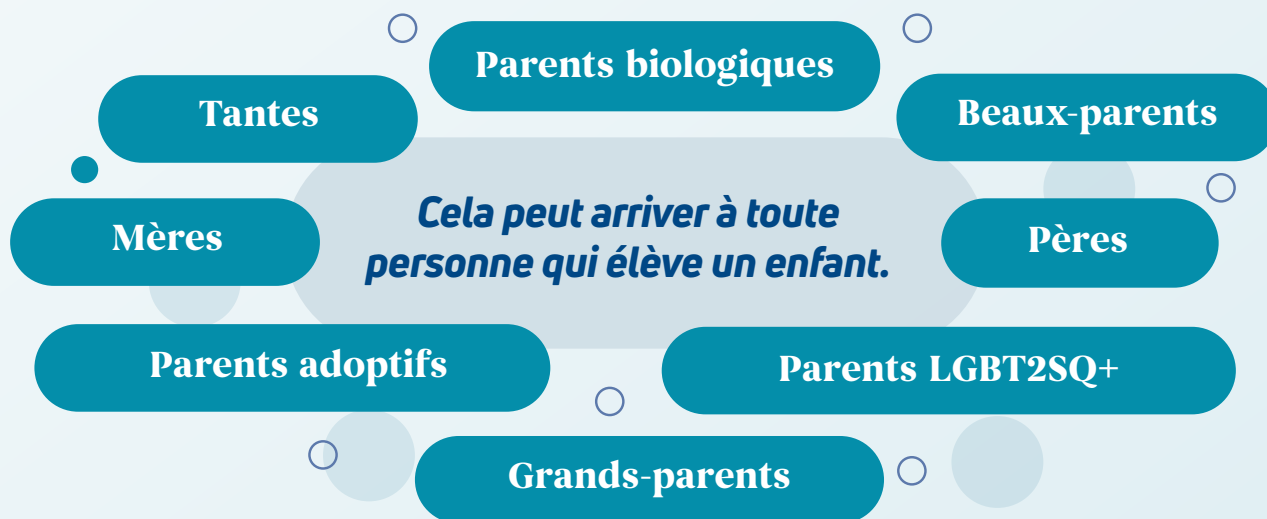 Parents biologiques
Tantes
Beaux-parents
Cela peut arriver à toute
personne qui élève un enfant.
Mères
Pères
Parents adoptifs
Parents LGBT2SQ+
Grands-parents